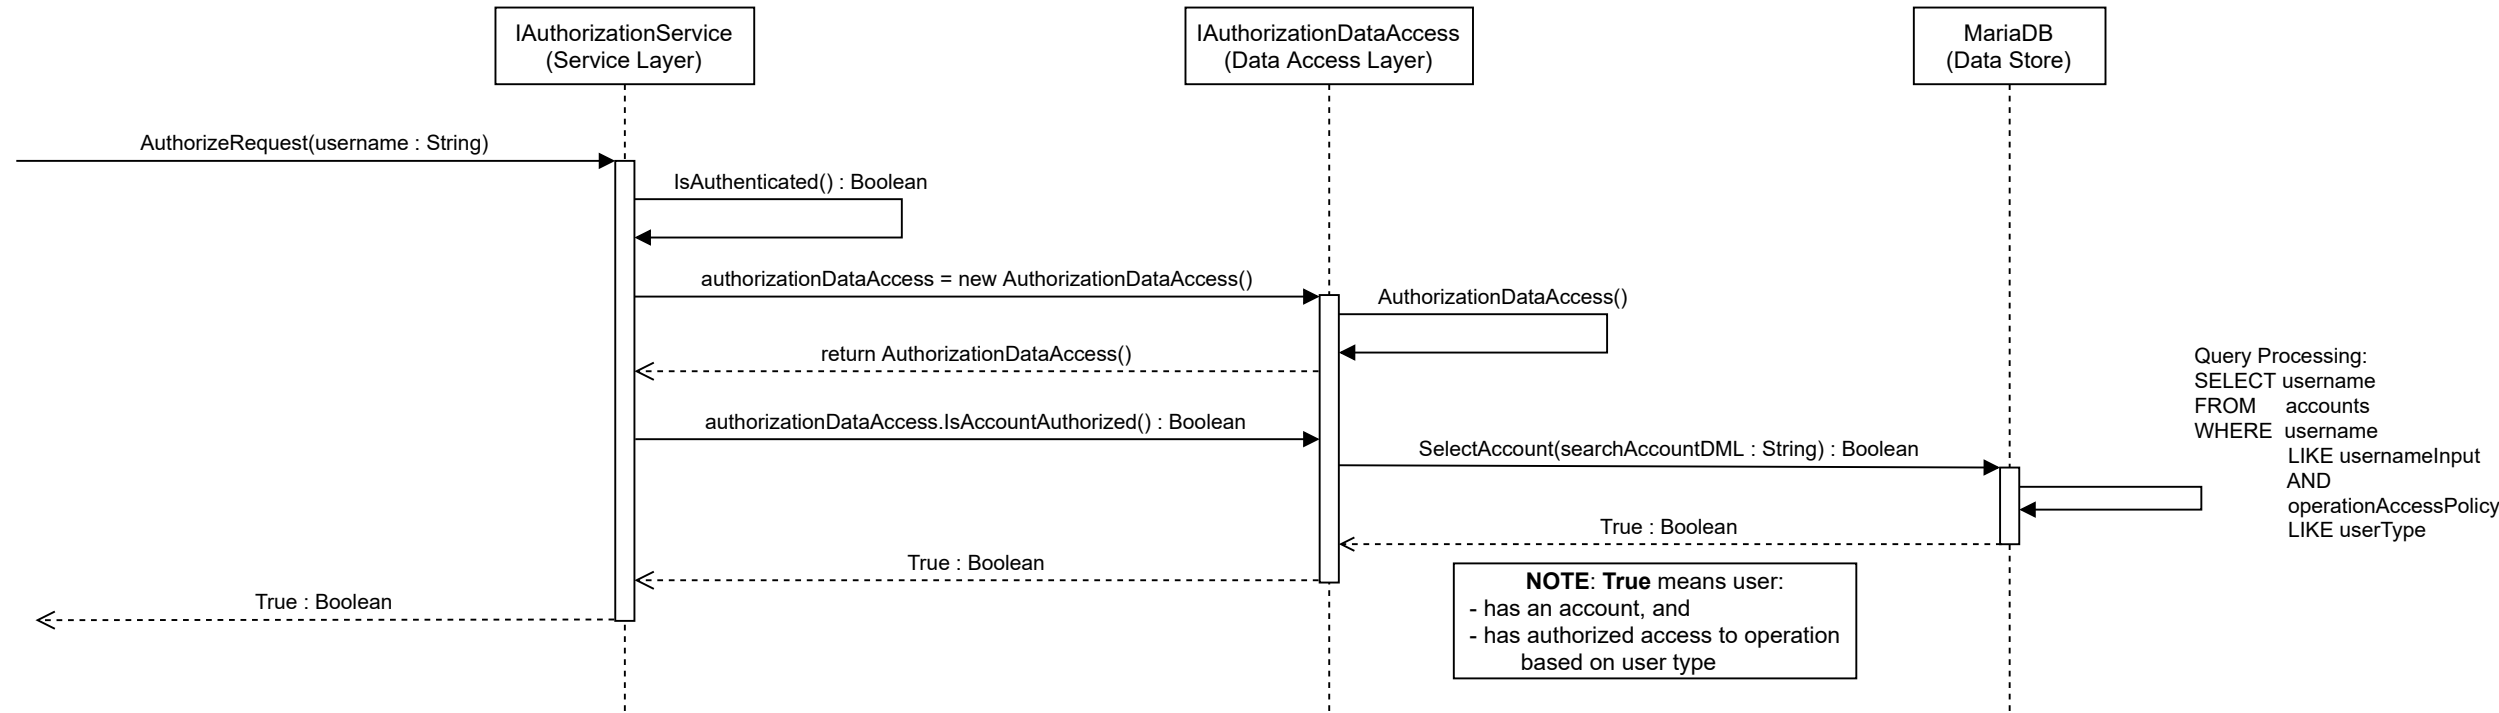 IAuthorizationService
(Service Layer)
IAuthorizationDataAccess
(Data Access Layer)
MariaDB
(Data Store)
AuthorizeRequest(username : String)
IsAuthenticated() : Boolean
authorizationDataAccess = new AuthorizationDataAccess()
AuthorizationDataAccess()
return AuthorizationDataAccess()
Query Processing:
SELECT username
FROM accounts
WHERE username
LIKE usernameInput
AND
operationAccessPolicy
LIKE userType
authorizationDataAccess.IsAccountAuthorized() : Boolean
SelectAccount(searchAccountDML : String) : Boolean
True : Boolean
True : Boolean
True : Boolean
NOTE: True means user:
- has an account, and
- has authorized access to operation
based on user type